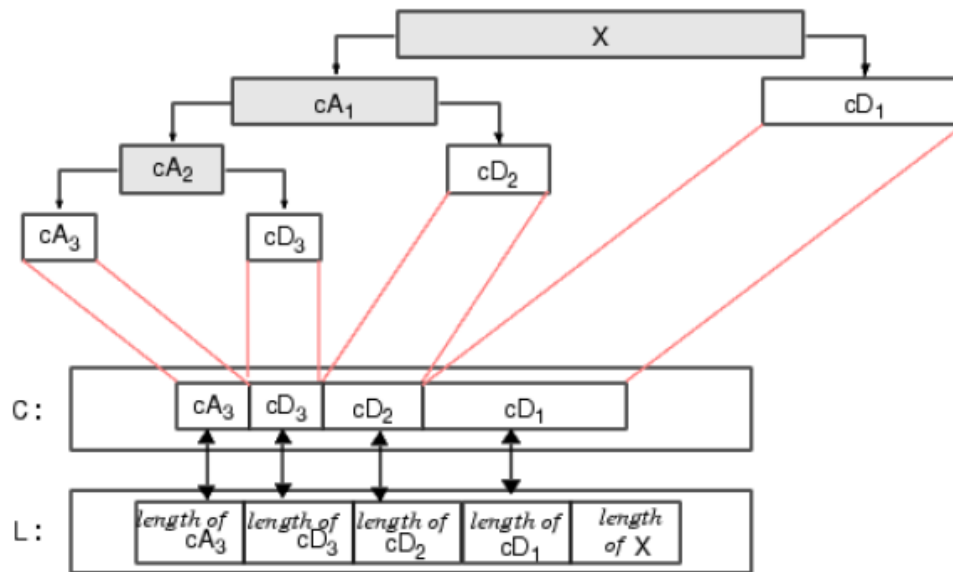 X
cA₁
cD₁
cA₂
cD₂
cA₃
cD₃
C:
cA₃
cD₃
cD₂
cD₁
L:
length of
cA₃
length of
cD₃
length of
cD₂
length of
cD₁
length
of X